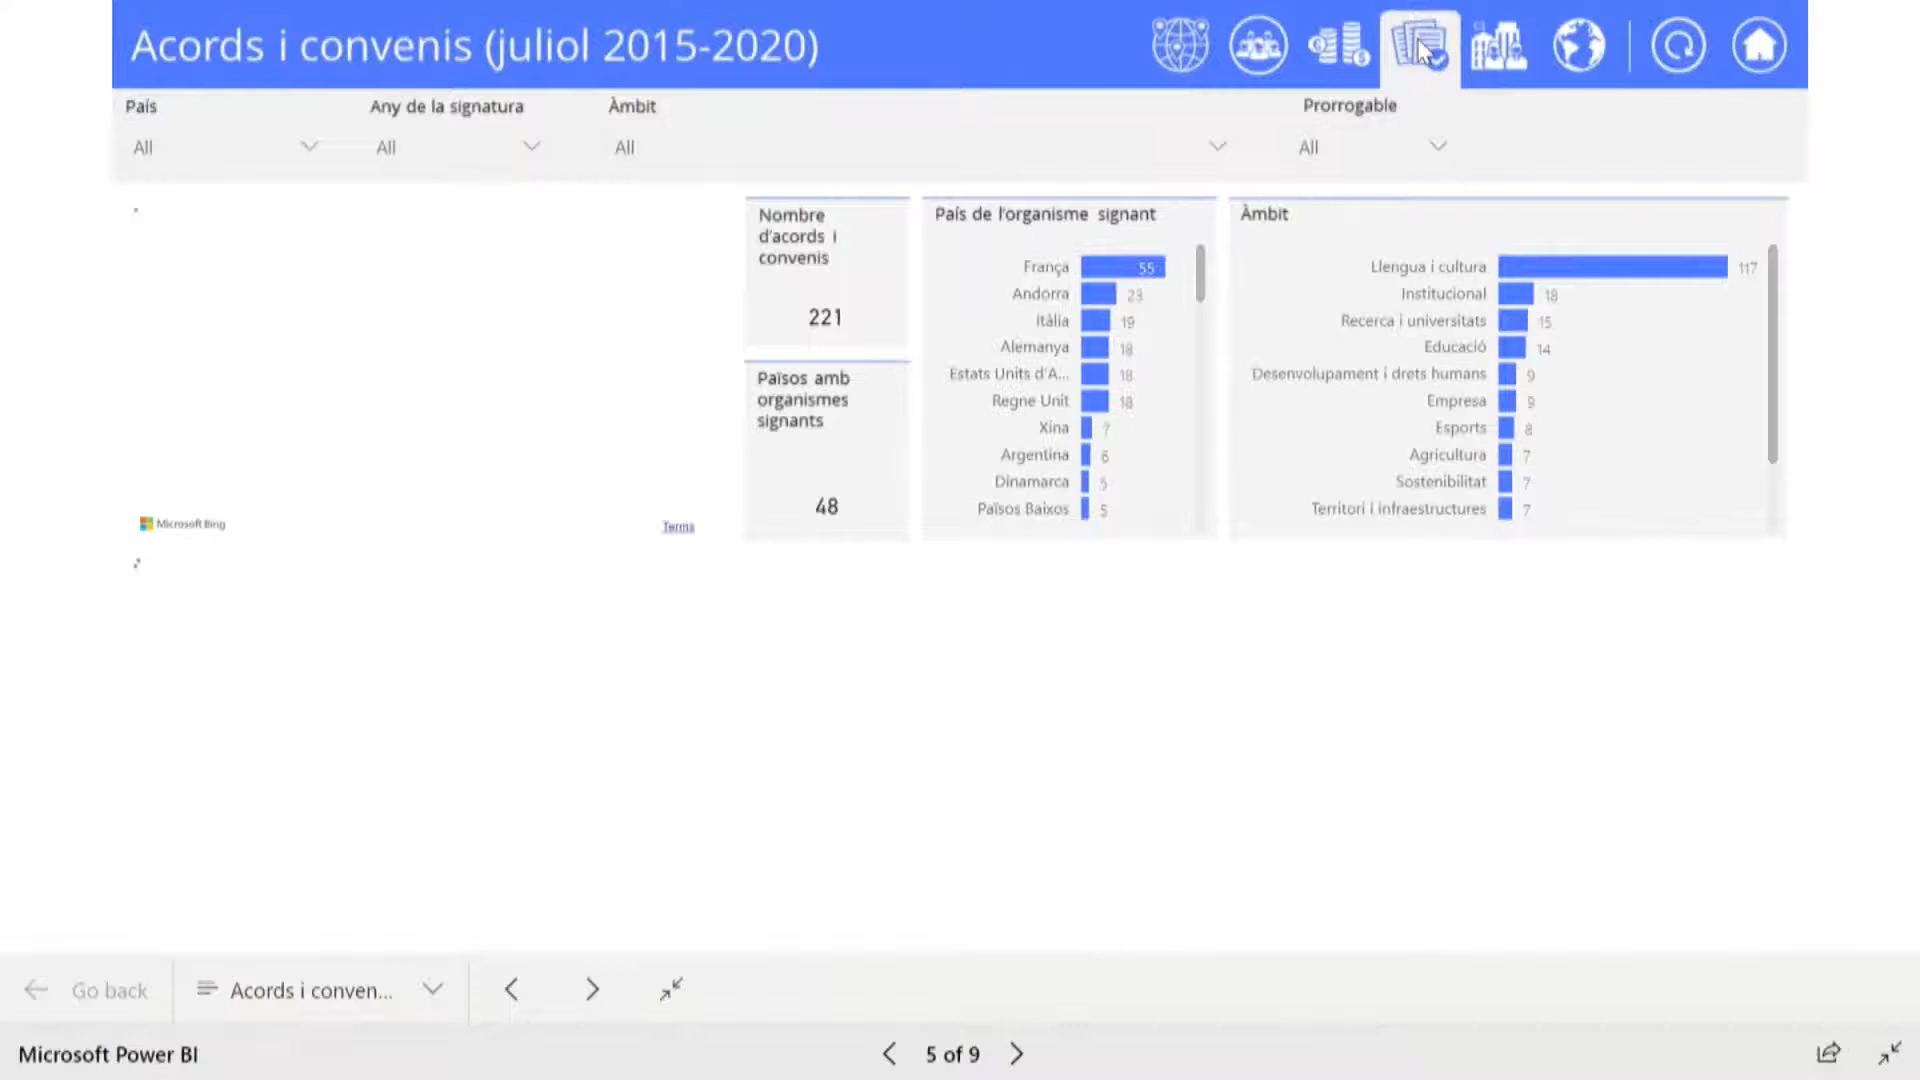 Acords i convenis (juliol 2015-2020)
País
Any de la signatura
Àmbit
Prorrogable
All
All
All
All
Nombre
d'acords i
convenis
221
Països amb
organismes
signants
48
País de l'organisme signant
França 55
Andorra 23
Itàlia 19
Alemanya 18
Estats Units d'A... 18
Regne Unit 18
Xina 7
Argentina 6
Dinamarca 5
Països Baixos 5
Àmbit
Llengua i cultura 117
Institucional 18
Recerca i universitats 15
Educació 14
Desenvolupament i drets humans 9
Empresa 9
Esports 8
Agricultura 7
Sostenibilitat 7
Territori i infraestructures 7
Microsoft Bing
Terms
Go back
Acords i conven...
Microsoft Power BI
5 of 9